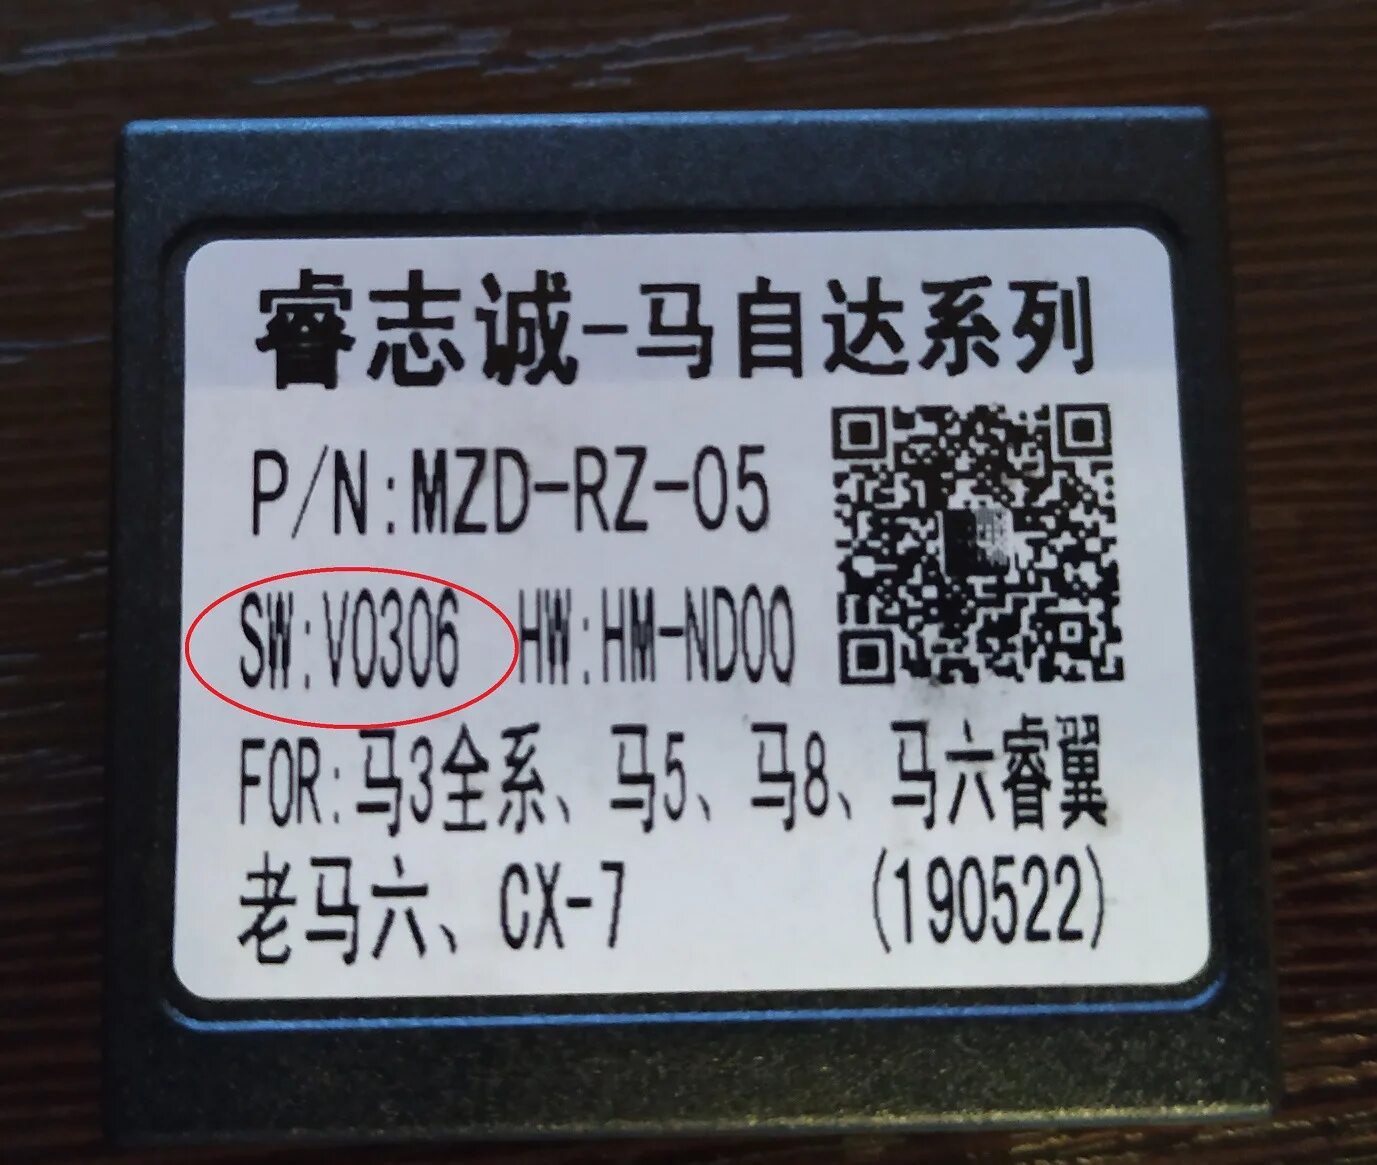 睿志诚-马自达系列
P/N:MZD-RZ-05
SW:V0306 HW:HM-ND00
FOR:马3全系、马5、马8、马六睿翼
老马六、CX-7 (190522)